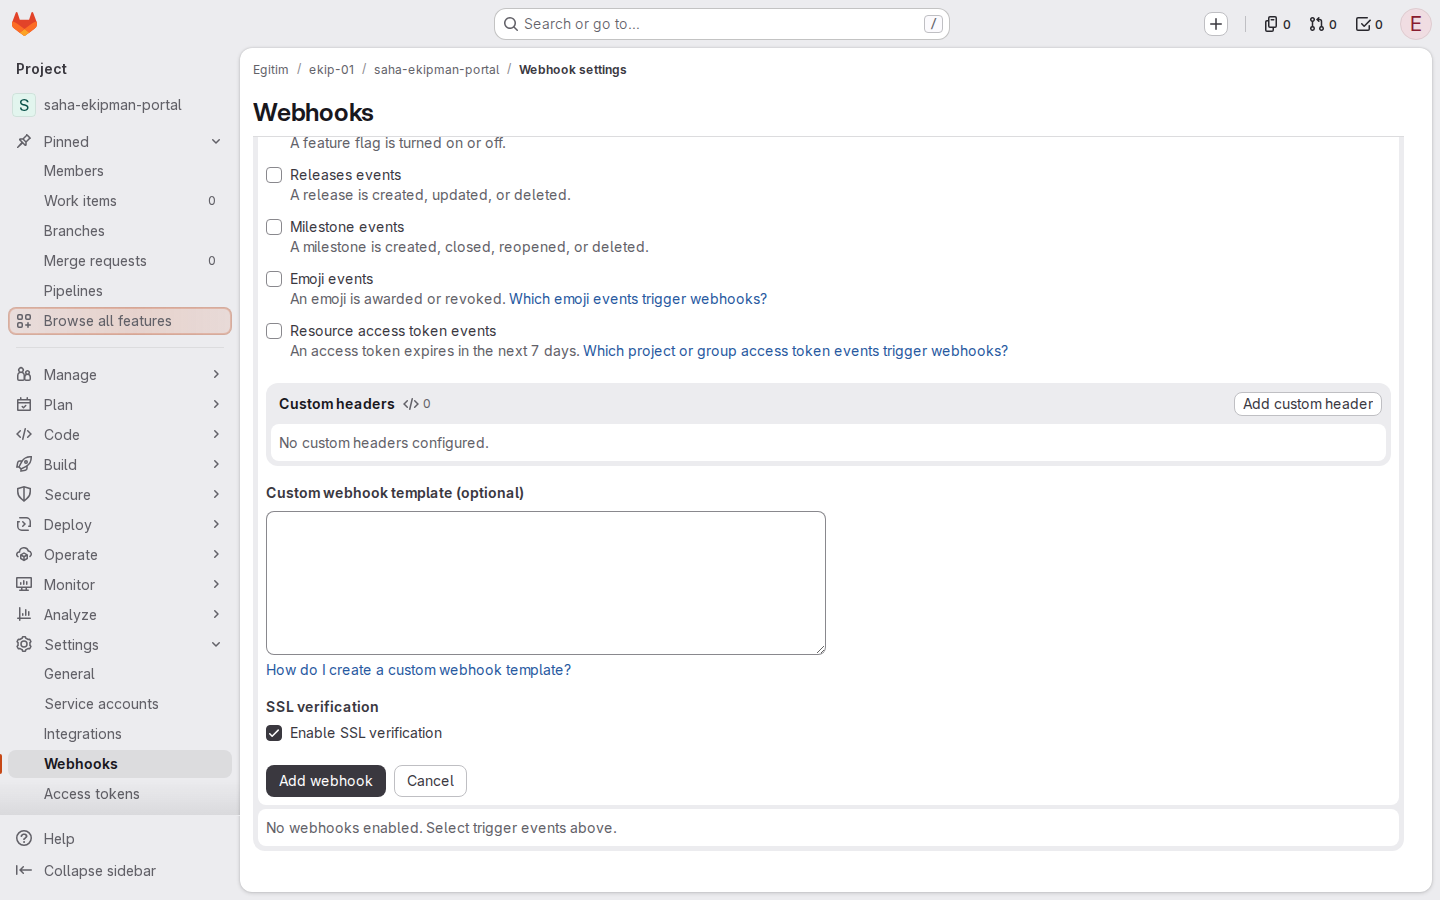 Search or go to...
/
0
0
0
E
Project
S
saha-ekipman-portal
Pinned
Members
Work items 0
Branches
Merge requests 0
Pipelines
Browse all features
Manage
Plan
Code
Build
Secure
Deploy
Operate
Monitor
Analyze
Settings
General
Service accounts
Integrations
Webhooks
Access tokens
Help
Collapse sidebar
Egitim / ekip-01 / saha-ekipman-portal / Webhook settings
Webhooks
A feature flag is turned on or off.
Releases events
A release is created, updated, or deleted.
Milestone events
A milestone is created, closed, reopened, or deleted.
Emoji events
An emoji is awarded or revoked. Which emoji events trigger webhooks?
Resource access token events
An access token expires in the next 7 days. Which project or group access token events trigger webhooks?
Custom headers 0
Add custom header
No custom headers configured.
Custom webhook template (optional)
How do I create a custom webhook template?
SSL verification
Enable SSL verification
Add webhook
Cancel
No webhooks enabled. Select trigger events above.